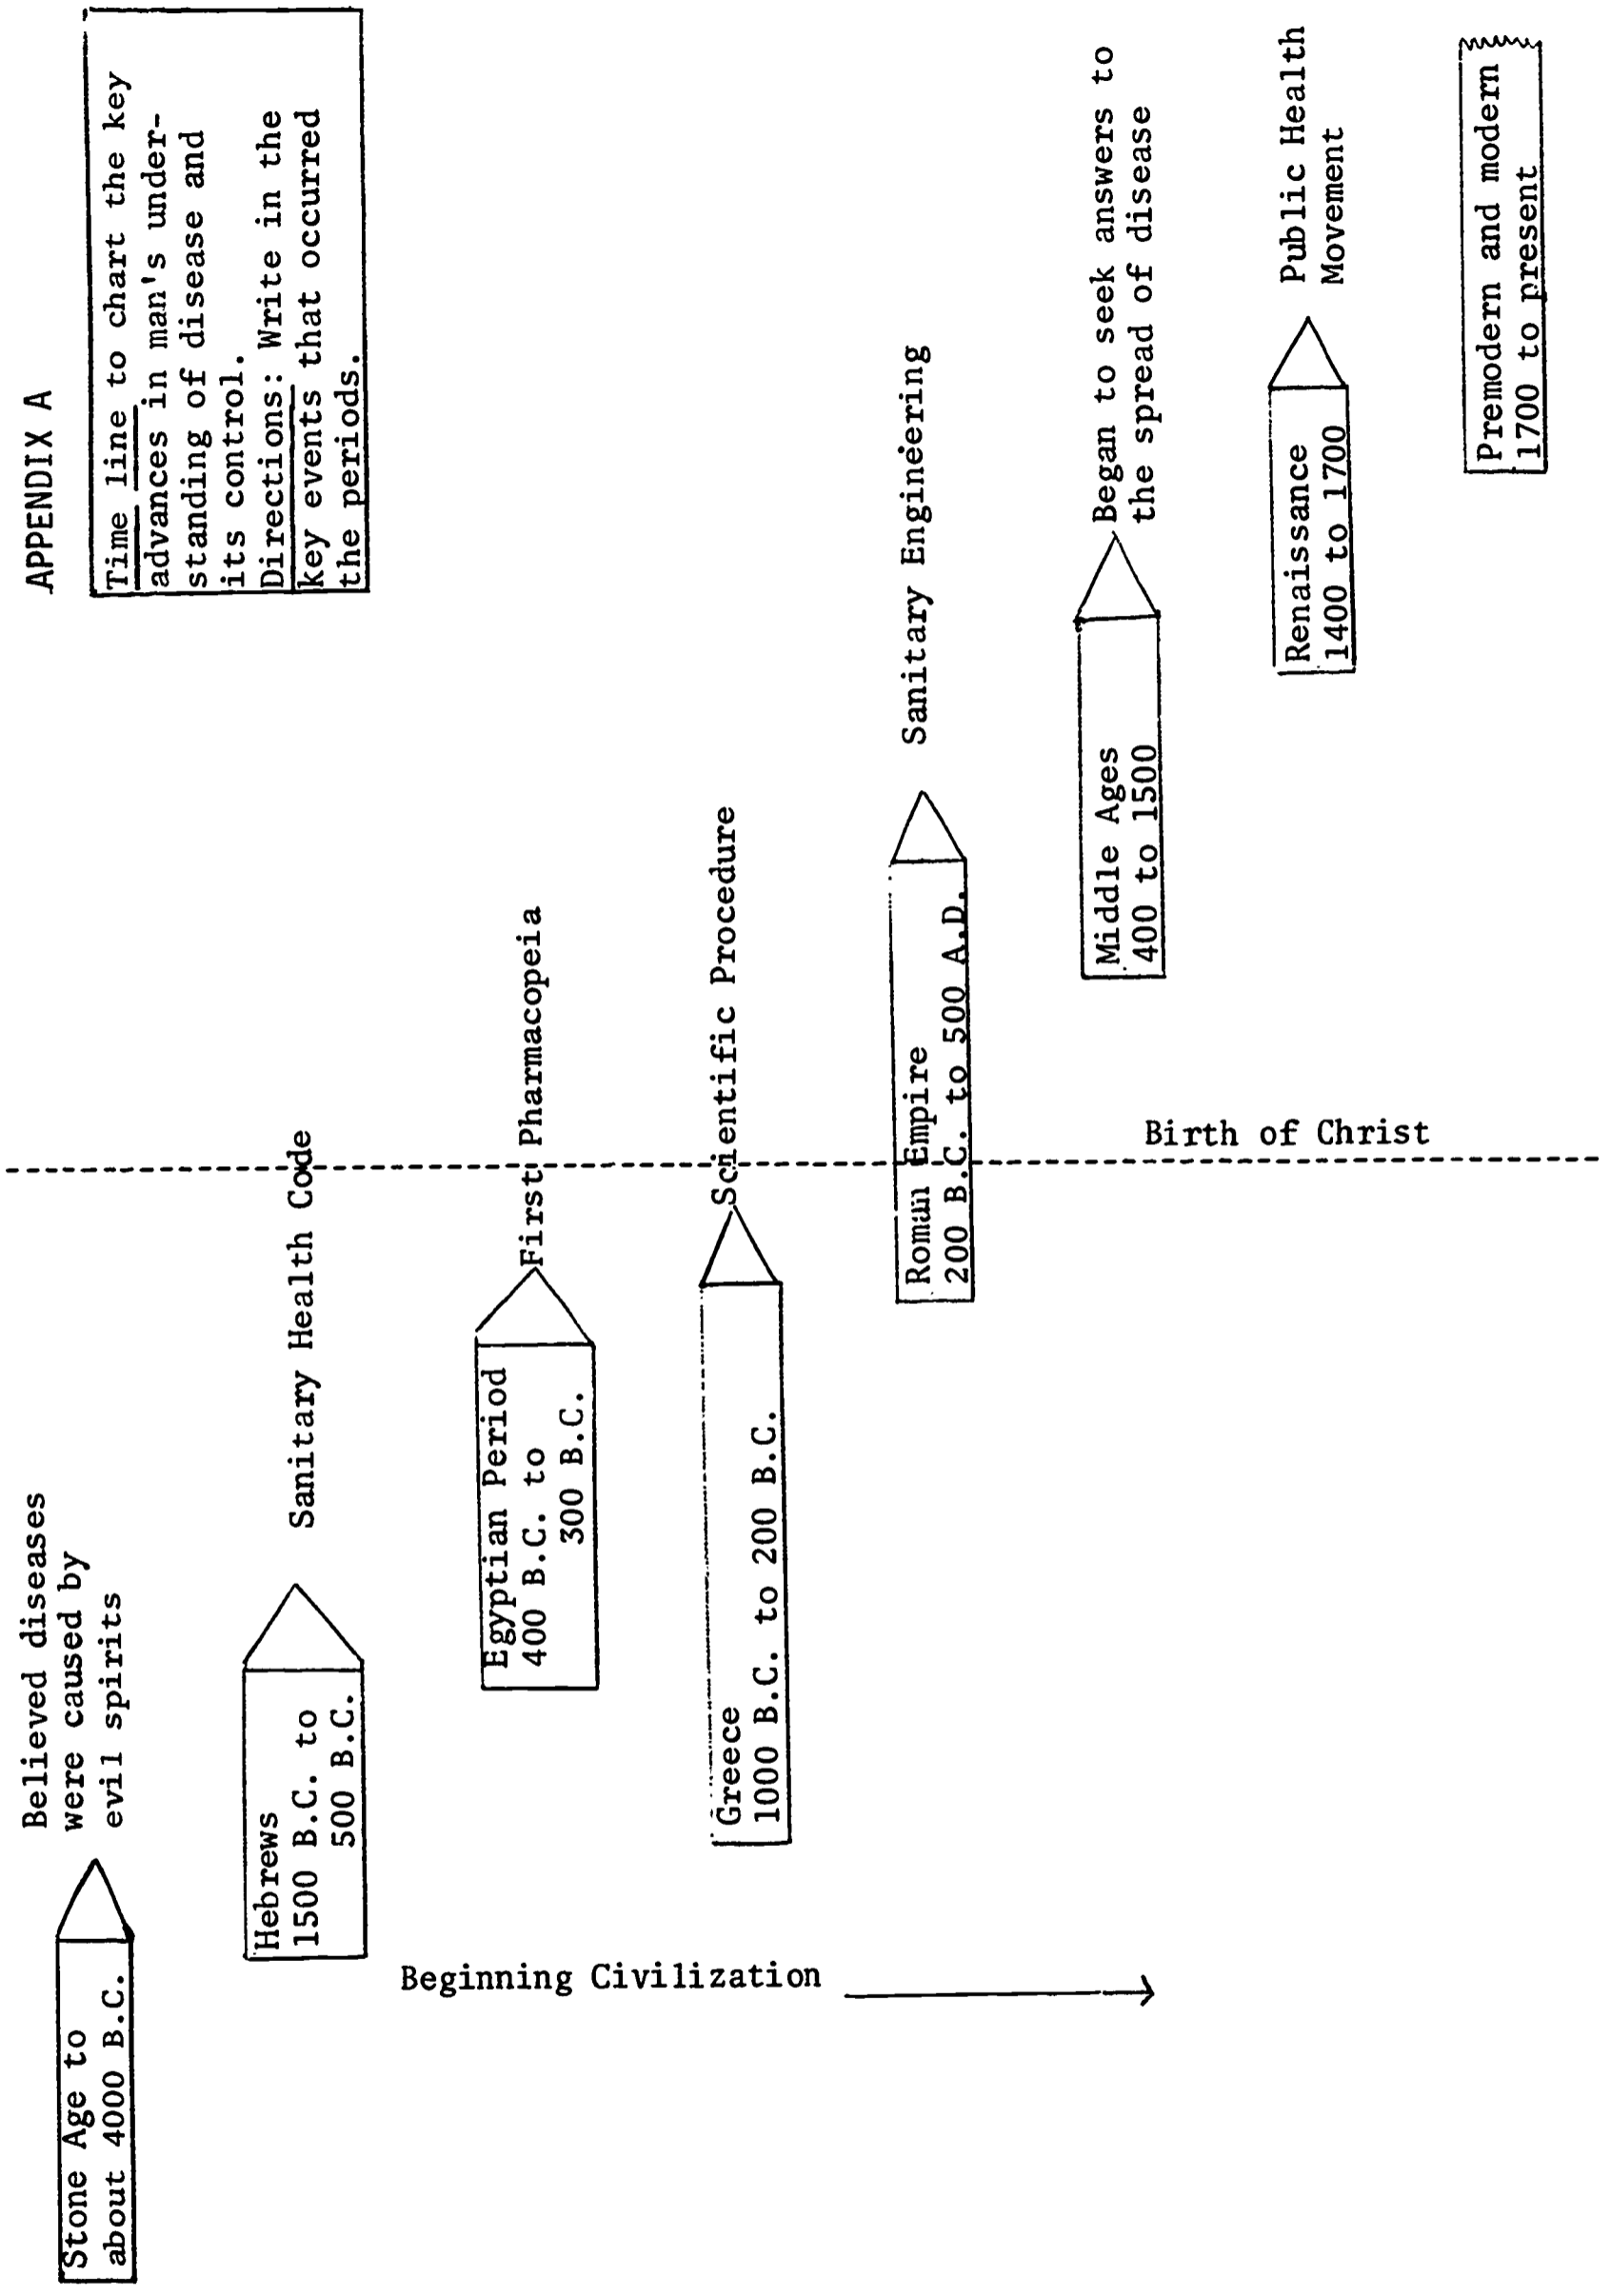 APPENDIX A
Time line to chart the key
advances in man's under-
standing of disease and
its control.
Directions: Write in the
key events that occurred
the periods.
Believed diseases
were caused by
evil spirits
Stone Age to
about 4000 B.C.
Sanitary Health Code
Hebrews
1500 B.C. to
500 B.C.
Beginning Civilization
First Pharmacopeia
Egyptian Period
400 B.C. to
300 B.C.
Scientific Procedure
Greece
1000 B.C. to 200 B.C.
Sanitary Engineering
Roman Empire
200 B.C. to 500 A.D.
Birth of Christ
Began to seek answers to
the spread of disease
Middle Ages
400 to 1500
Public Health
Movement
Renaissance
1400 to 1700
Premodern and modern
1700 to present